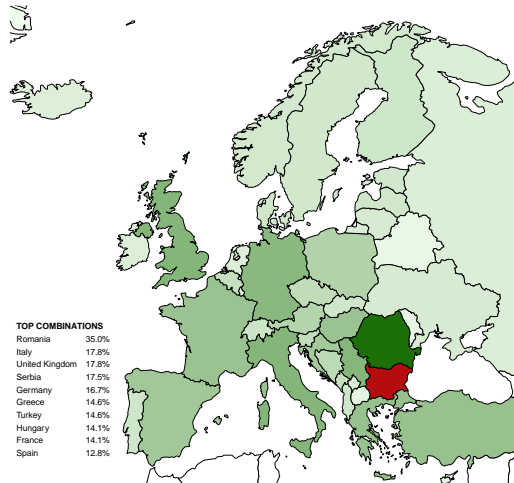 TOP COMBINATIONS
Romania 35.0%
Italy 17.8%
United Kingdom 17.8%
Serbia 17.5%
Germany 16.7%
Greece 14.6%
Turkey 14.6%
Hungary 14.1%
France 14.1%
Spain 12.8%